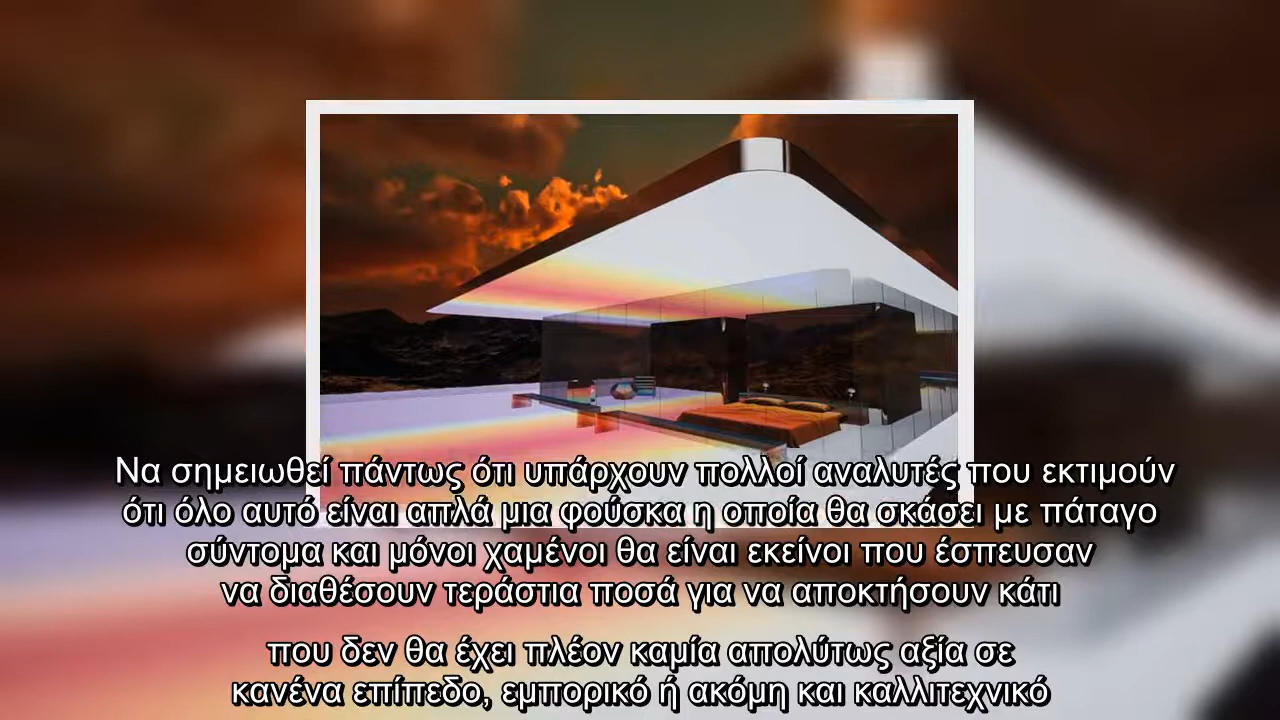 Να σημειωθεί πάντως ότι υπάρχουν πολλοί αναλυτές που εκτιμούν
ότι όλο αυτό είναι απλά μια φούσκα η οποία θα σκάσει με πάταγο
σύντομα και μόνοι χαμένοι θα είναι εκείνοι που έσπευσαν
να διαθέσουν τεράστια ποσά για να αποκτήσουν κάτι
που δεν θα έχει πλέον καμία απολύτως αξία σε
κανένα επίπεδο, εμπορικό ή ακόμη και καλλιτεχνικό